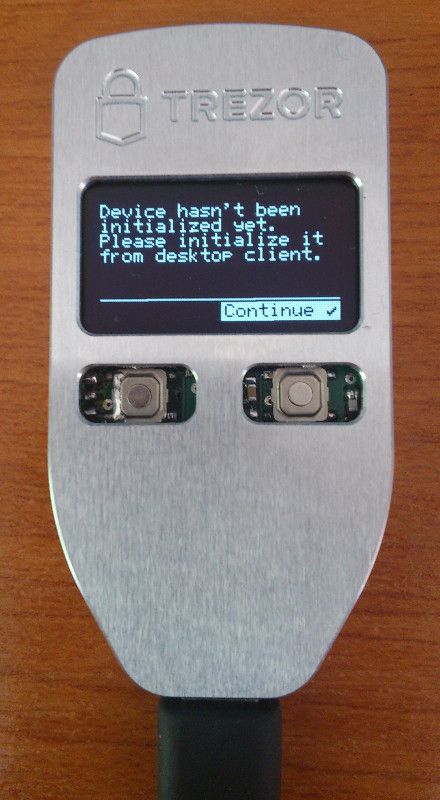 TREZOR
Device hasn't been
initialized yet.
Please initialize it
from desktop client.
Continue ✓